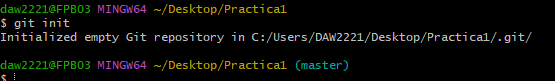 daw2221@FPB03 MINGW64 ~/Desktop/Practica1
$ git init
Initialized empty Git repository in C:/Users/DAW2221/Desktop/Practica1/.git/
daw2221@FPB03 MINGW64 ~/Desktop/Practica1 (master)
$